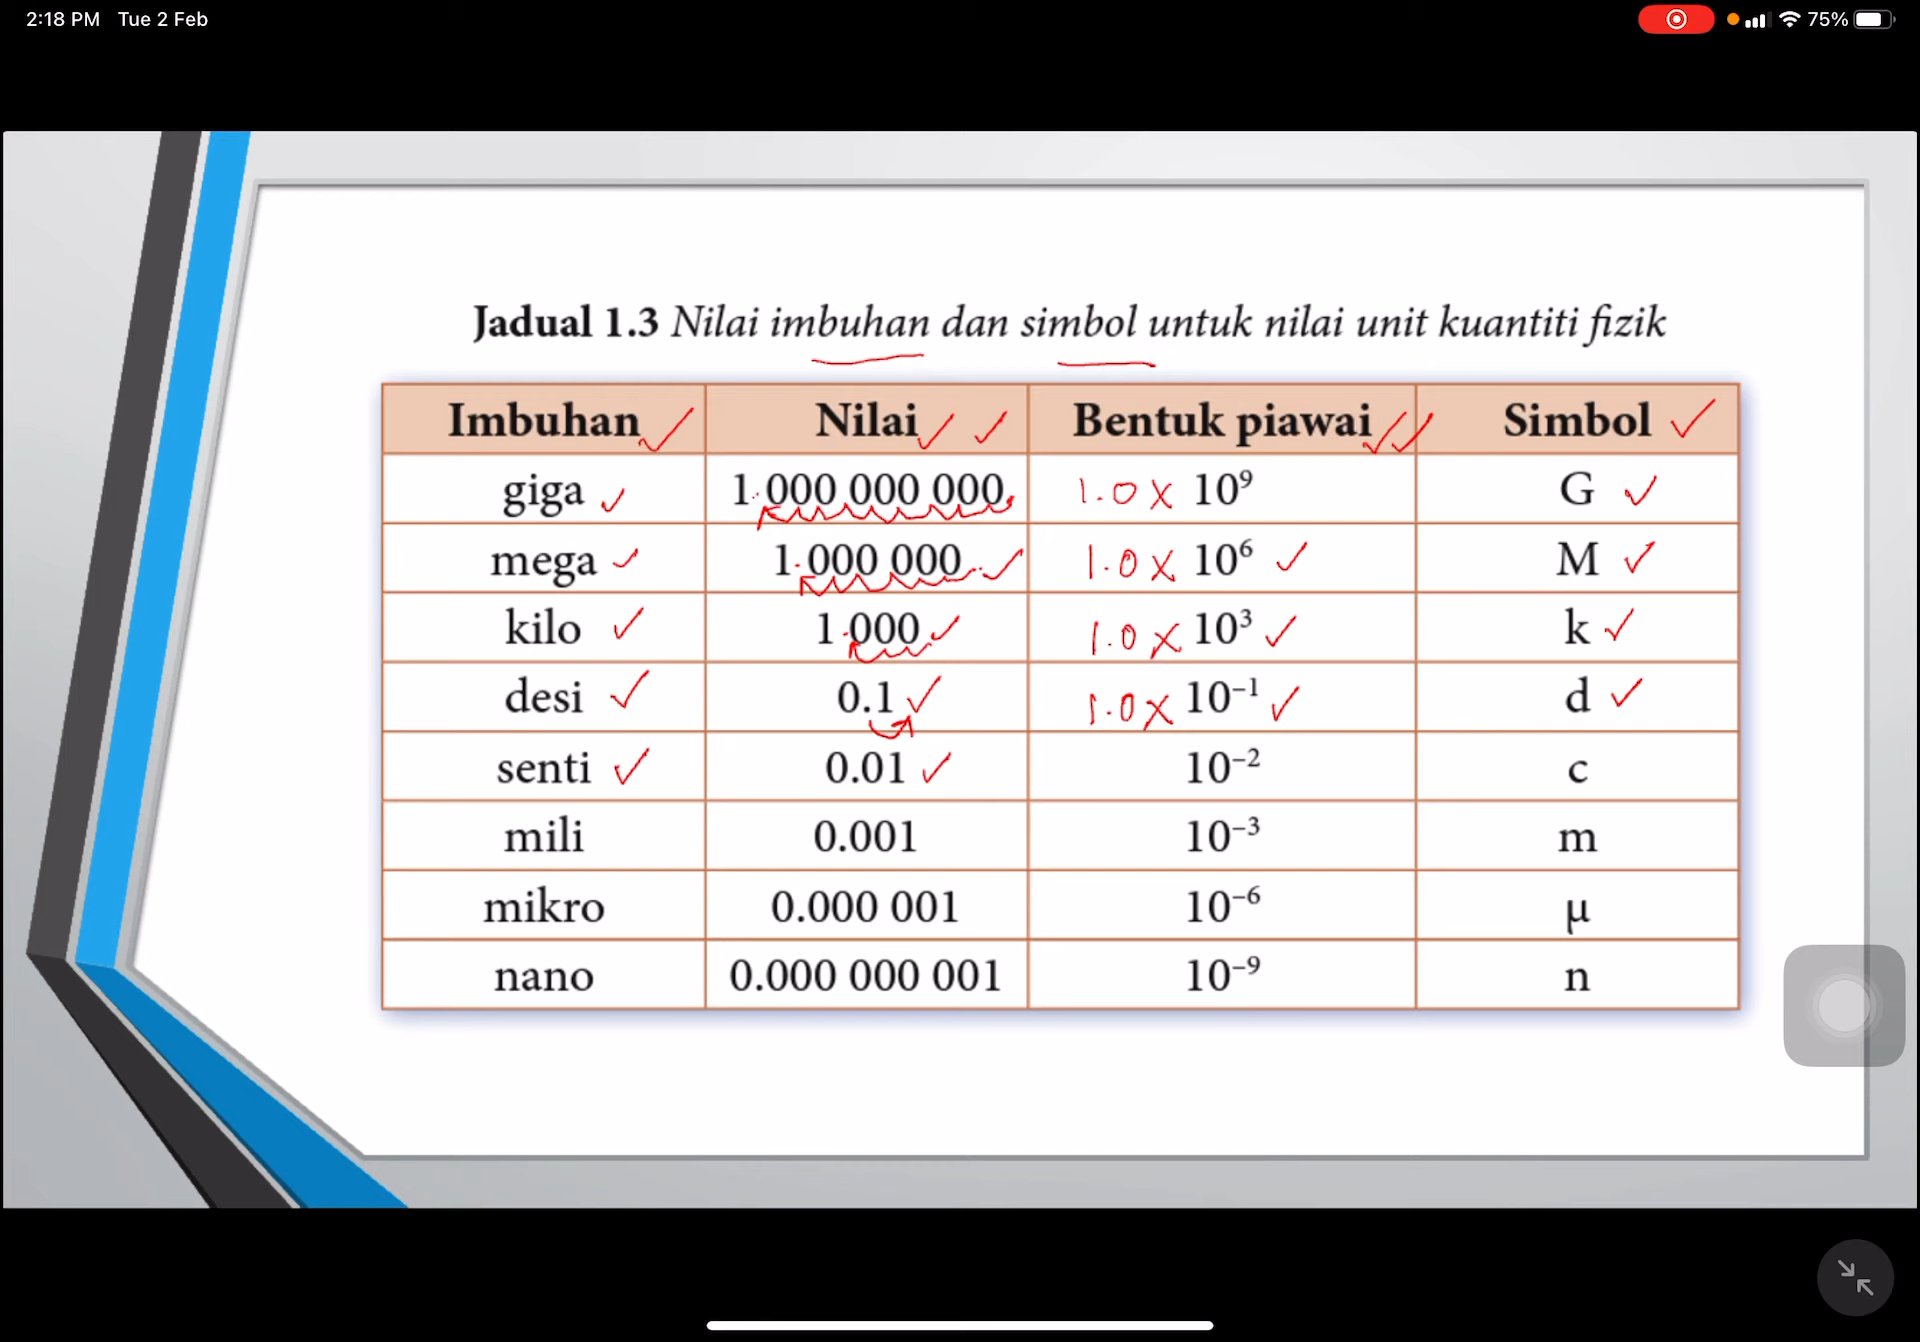 2:18 PM Tue 2 Feb 75%
Jadual 1.3 Nilai imbuhan dan simbol untuk nilai unit kuantiti fizik
Imbuhan ✓ Nilai ✓ ✓ Bentuk piawai ✓✓ Simbol ✓
giga ✓ 1.000 000 000. 1.0 x 10⁹ G ✓
mega ✓ 1.000 000. ✓ 1.0 x 10⁶ ✓ M ✓
kilo ✓ 1.000 ✓ 1.0 x 10³ ✓ k ✓
desi ✓ 0.1 ✓ 1.0 x 10⁻¹ ✓ d ✓
senti ✓ 0.01 ✓ 10⁻² c
mili 0.001 10⁻³ m
mikro 0.000 001 10⁻⁶ μ
nano 0.000 000 001 10⁻⁹ n